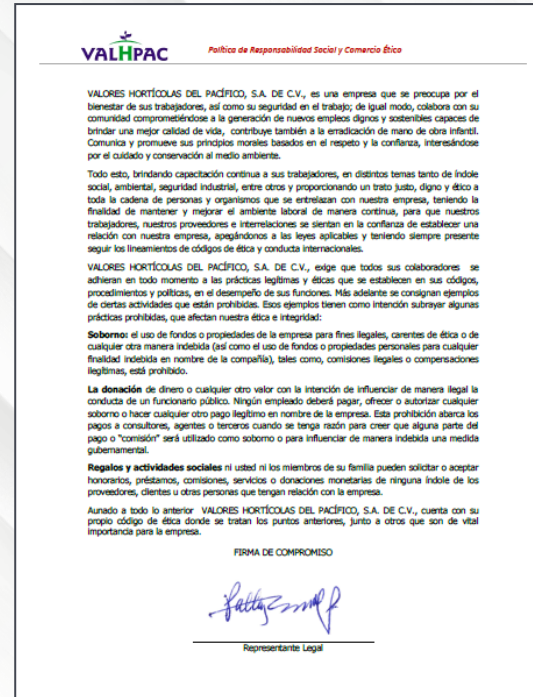 VALHPAC
Política de Responsabilidad Social y Comercio Ético
VALORES HORTÍCOLAS DEL PACÍFICO, S.A. DE C.V., es una empresa que se preocupa por el
bienestar de sus trabajadores, así como su seguridad en el trabajo; de igual modo, colabora con su
comunidad comprometiéndose a la generación de nuevos empleos dignos y sostenibles capaces de
brindar una mejor calidad de vida, contribuye también a la erradicación de mano de obra infantil.
Comunica y promueve sus principios morales basados en el respeto y la confianza, interesándose
por el cuidado y conservación al medio ambiente.
Todo esto, brindando capacitación continua a sus trabajadores, en distintos temas tanto de índole
social, ambiental, seguridad industrial, entre otros y proporcionando un trato justo, digno y ético a
toda la cadena de personas y organismos que se entrelazan con nuestra empresa, teniendo la
finalidad de mantener y mejorar el ambiente laboral de manera continua, para que nuestros
trabajadores, nuestros proveedores e interrelaciones se sientan en la confianza de establecer una
relación con nuestra empresa, apegándonos a las leyes aplicables y teniendo siempre presente
seguir los lineamientos de códigos de ética y conducta internacionales.
VALORES HORTÍCOLAS DEL PACÍFICO, S.A. DE C.V., exige que todos sus colaboradores se
adhieran en todo momento a las prácticas legítimas y éticas que se establecen en sus códigos,
procedimientos y políticas, en el desempeño de sus funciones. Más adelante se consignan ejemplos
de ciertas actividades que están prohibidas. Esos ejemplos tienen como intención subrayar algunas
prácticas prohibidas, que afectan nuestra ética e integridad:
Soborno: el uso de fondos o propiedades de la empresa para fines ilegales, carentes de ética o de
cualquier otra manera indebida (así como el uso de fondos o propiedades personales para cualquier
finalidad indebida en nombre de la compañía), tales como, comisiones ilegales o compensaciones
ilegítimas, está prohibido.
La donación de dinero o cualquier otro valor con la intención de influenciar de manera ilegal la
conducta de un funcionario público. Ningún empleado deberá pagar, ofrecer o autorizar cualquier
soborno o hacer cualquier otro pago ilegítimo en nombre de la empresa. Esta prohibición abarca los
pagos a consultores, agentes o terceros cuando se tenga razón para creer que alguna parte del
pago o "comisión" será utilizado como soborno o para influenciar de manera indebida una medida
gubernamental.
Regalos y actividades sociales ni usted ni los miembros de su familia pueden solicitar o aceptar
honorarios, préstamos, comisiones, servicios o donaciones monetarias de ninguna índole de los
proveedores, clientes u otras personas que tengan relación con la empresa.
Aunado a todo lo anterior VALORES HORTÍCOLAS DEL PACÍFICO, S.A. DE C.V., cuenta con su
propio código de ética donde se tratan los puntos anteriores, junto a otros que son de vital
importancia para la empresa.
FIRMA DE COMPROMISO
Representante Legal